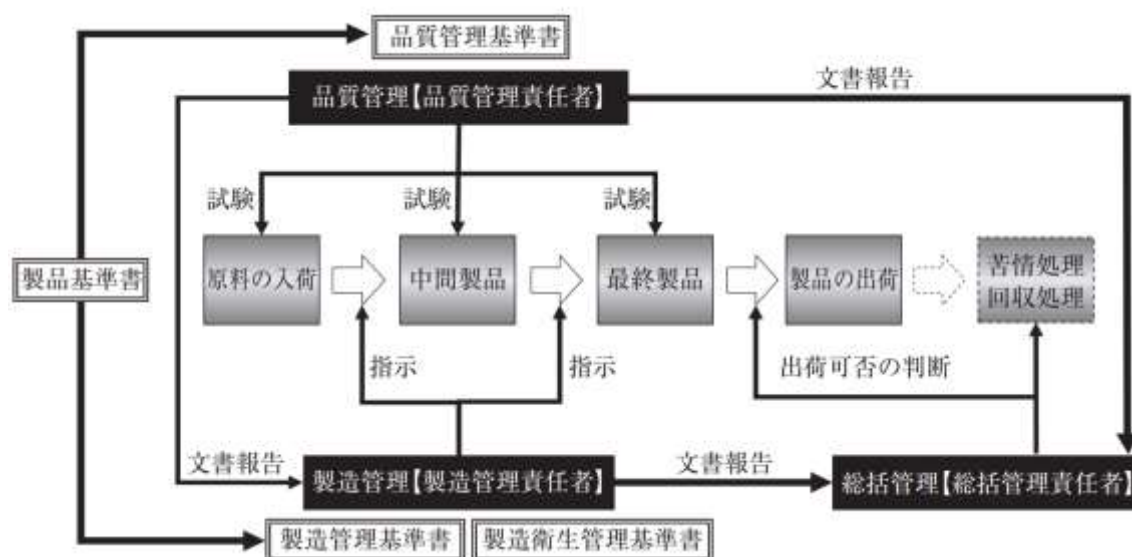 品質管理基準書
品質管理【品質管理責任者】
文書報告
試験
試験
試験
製品基準書
原料の入荷
中間製品
最終製品
製品の出荷
苦情処理
回収処理
指示
指示
出荷可否の判断
文書報告
製造管理【製造管理責任者】
文書報告
総括管理【総括管理責任者】
製造管理基準書
製造衛生管理基準書